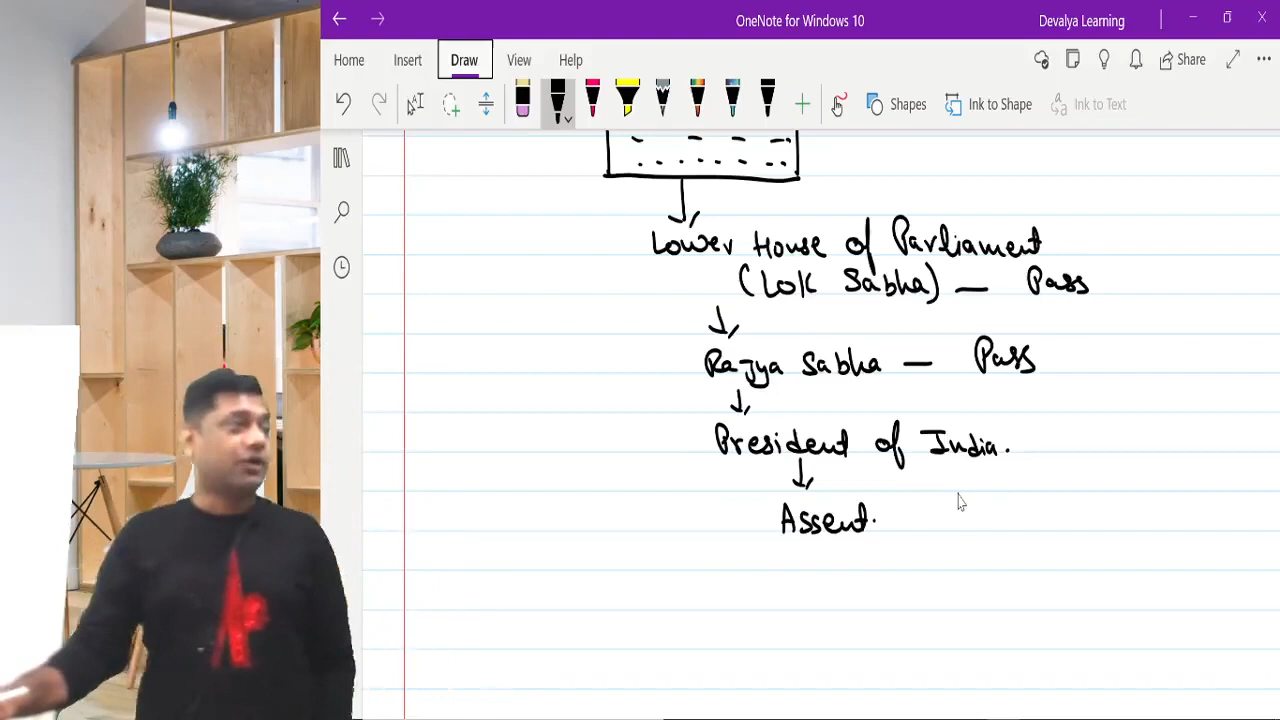 OneNote for Windows 10
Devalya Learning
Home Insert Draw View Help
Share
Shapes
Ink to Shape
Ink to Text
Lower House of Parliament
(Lok Sabha) — Pass
Rajya Sabha — Pass
President of India.
Assent.